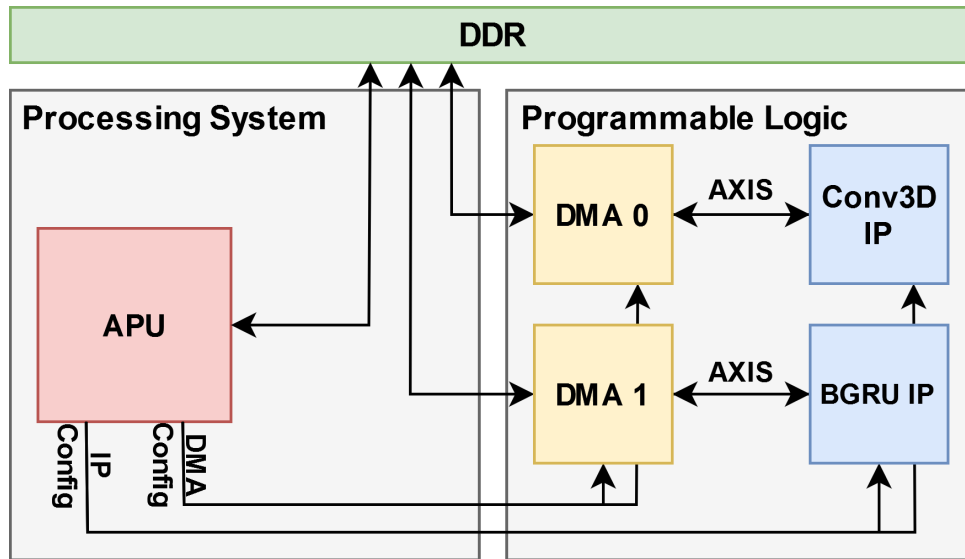 DDR
Processing System
Programmable Logic
DMA 0
AXIS
Conv3D
IP
APU
DMA 1
AXIS
BGRU IP
IP
Config
DMA
Config